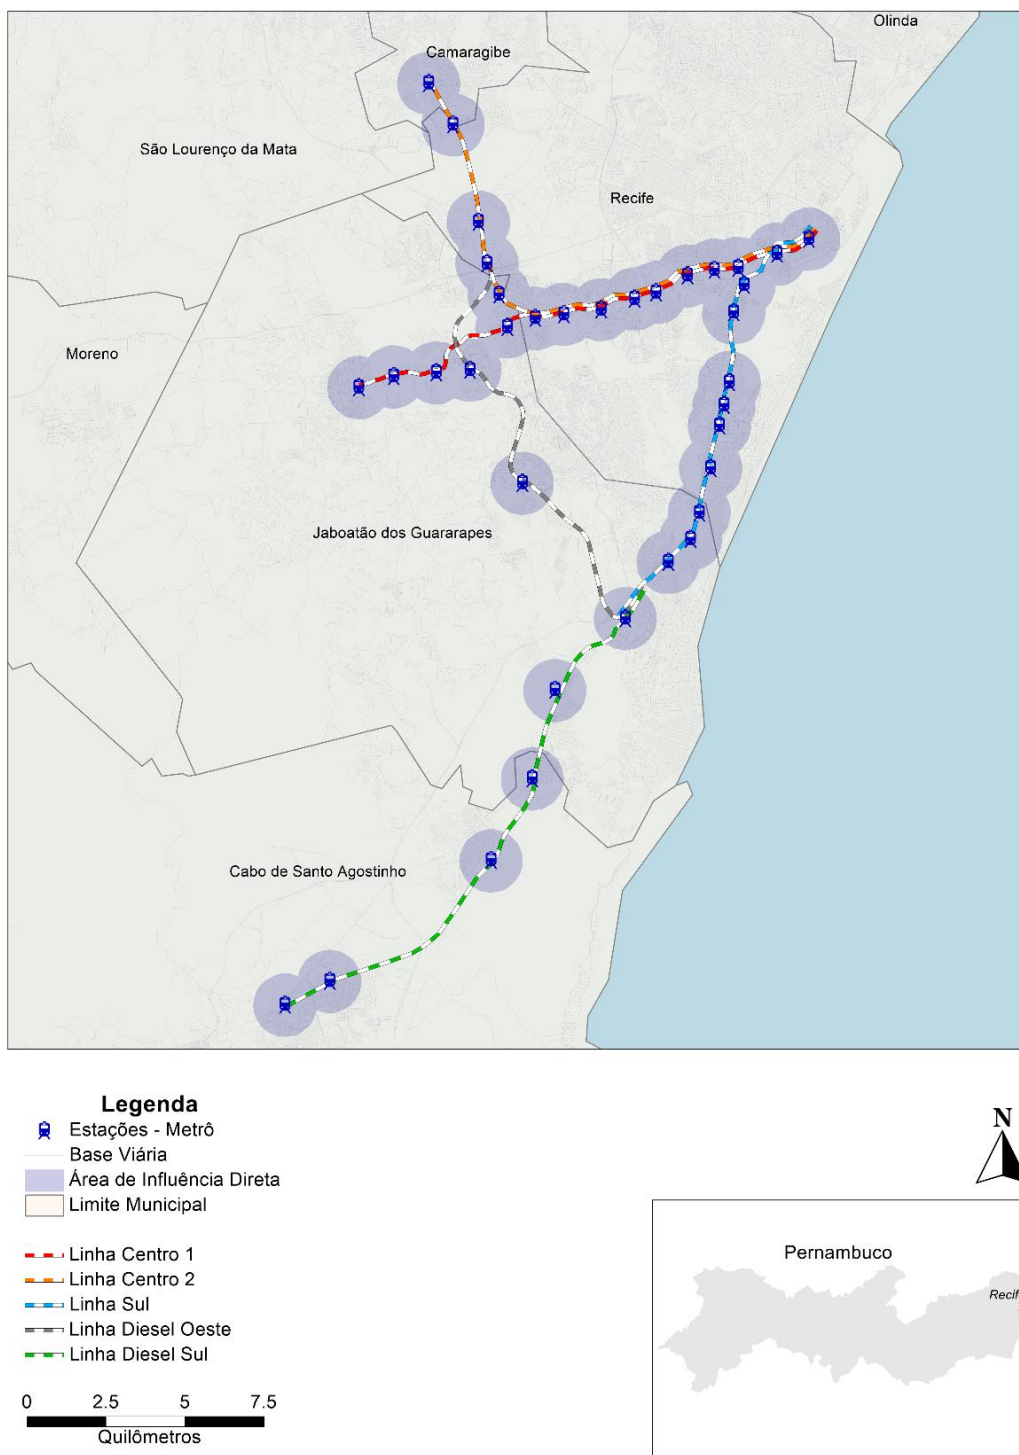 Olinda
Camaragibe
São Lourenço da Mata
Recife
Moreno
Jaboatão dos Guararapes
Cabo de Santo Agostinho
Legenda
Estações - Metrô
Base Viária
Área de Influência Direta
Limite Municipal
Linha Centro 1
Linha Centro 2
Linha Sul
Linha Diesel Oeste
Linha Diesel Sul
0 2.5 5 7.5
Quilômetros
N
Pernambuco
Recif